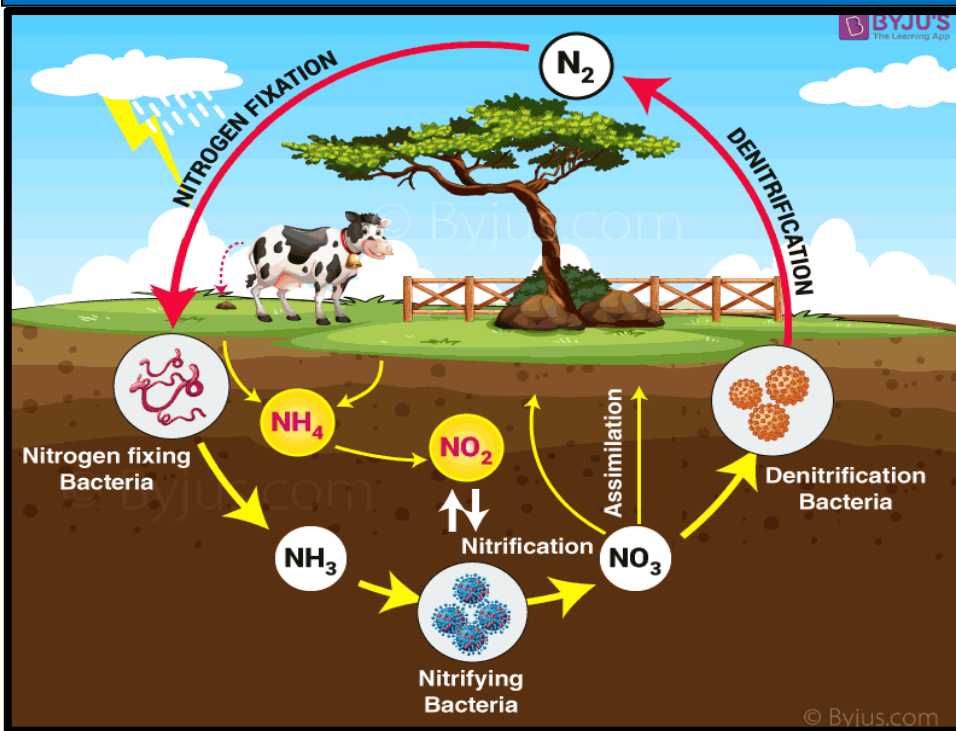 BYJU'S
The Learning App
N₂
NITROGEN FIXATION
DENITRIFICATION
© Byjus.com
NH₄
NO₂
Nitrogen fixing
Bacteria
Assimilation
Denitrification
Bacteria
© Byjus.com
NH₃
Nitrification
NO₃
Nitrifying
Bacteria
© Byjus.com